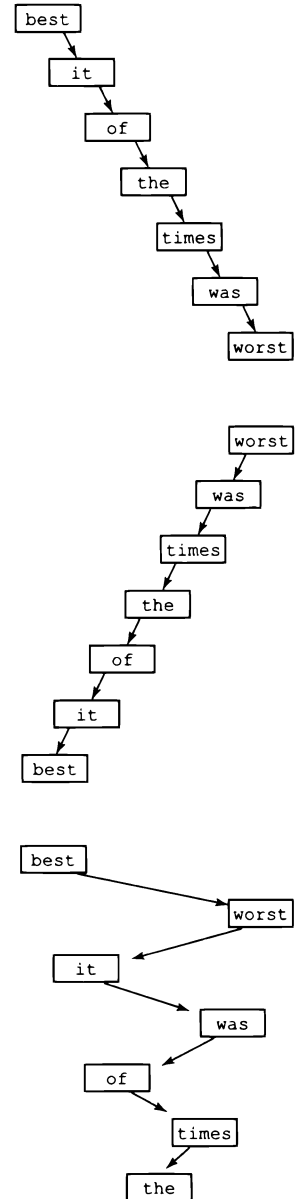 best
it
of
the
times
was
worst
worst
was
times
the
of
it
best
best
worst
it
was
of
times
the